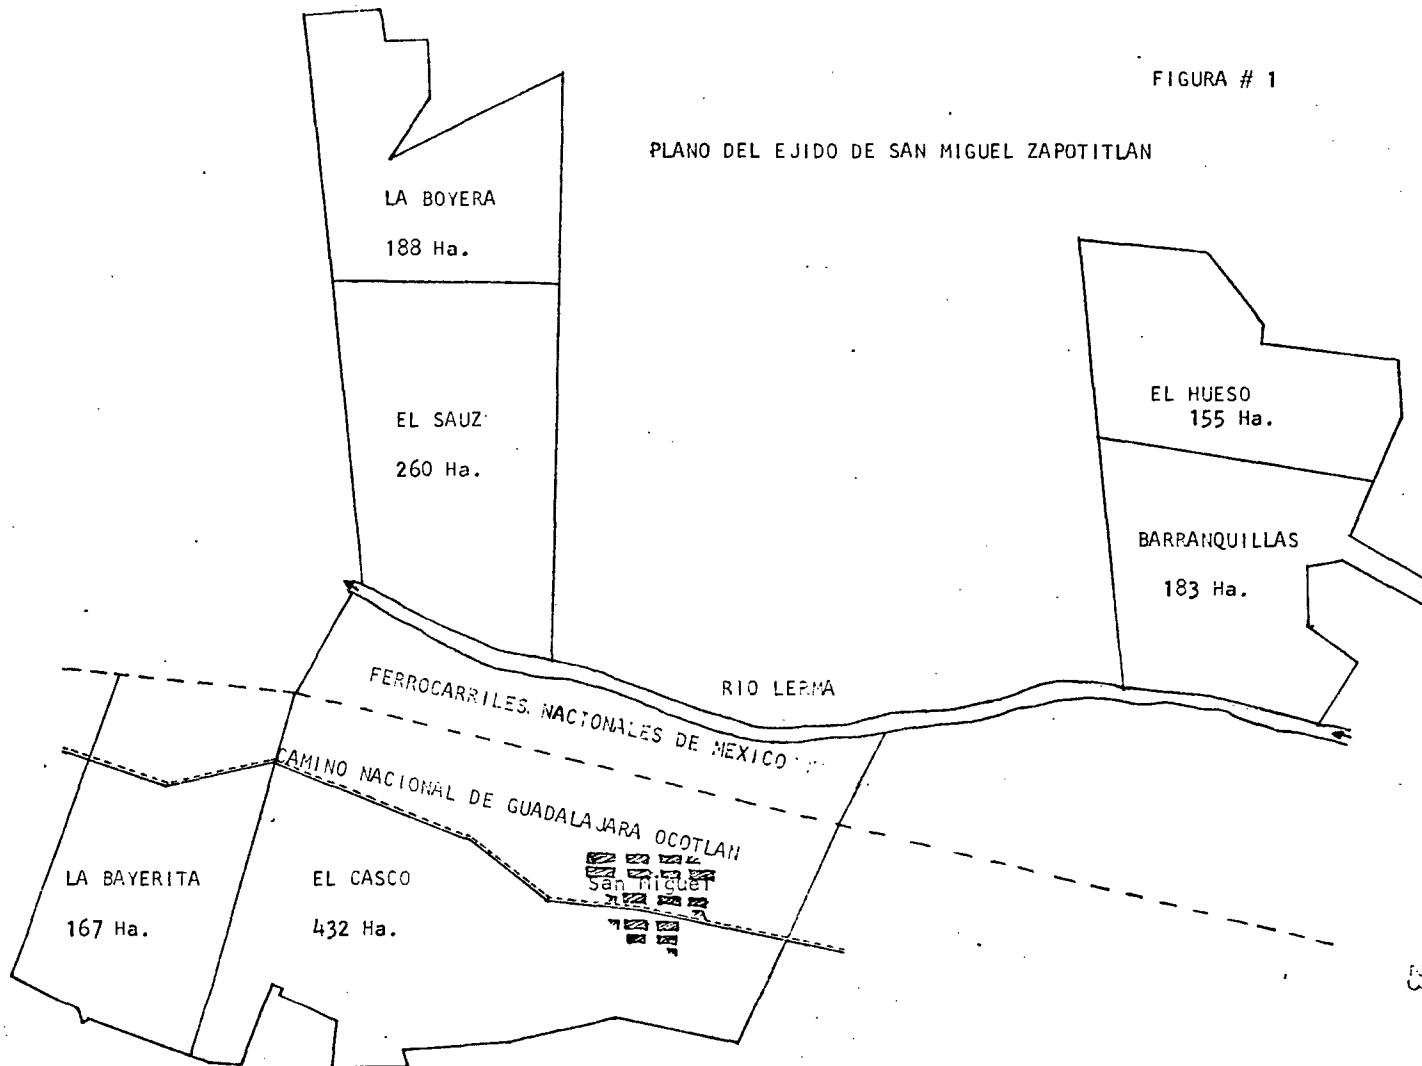 FIGURA # 1
PLANO DEL EJIDO DE SAN MIGUEL ZAPOTITLAN
LA BOYERA
188 Ha.
EL HUESO
155 Ha.
EL SAUZ
260 Ha.
BARRANQUILLAS
183 Ha.
RIO LERMA
FERROCARRILES NACIONALES DE MEXICO
CAMINO NACIONAL DE GUADALAJARA OCOTLAN
San Miguel
LA BAYERITA
167 Ha.
EL CASCO
432 Ha.
23